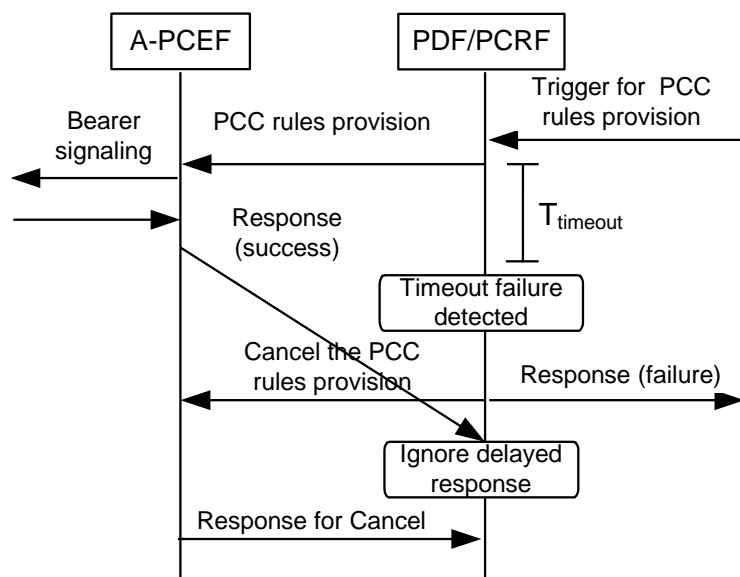 A-PCEF
PDF/PCRF
Trigger for PCC
rules provision
Bearer
signaling
PCC rules provision
Response
(success)
Ttimeout
Timeout failure
detected
Cancel the PCC
rules provision
Response (failure)
Ignore delayed
response
Response for Cancel